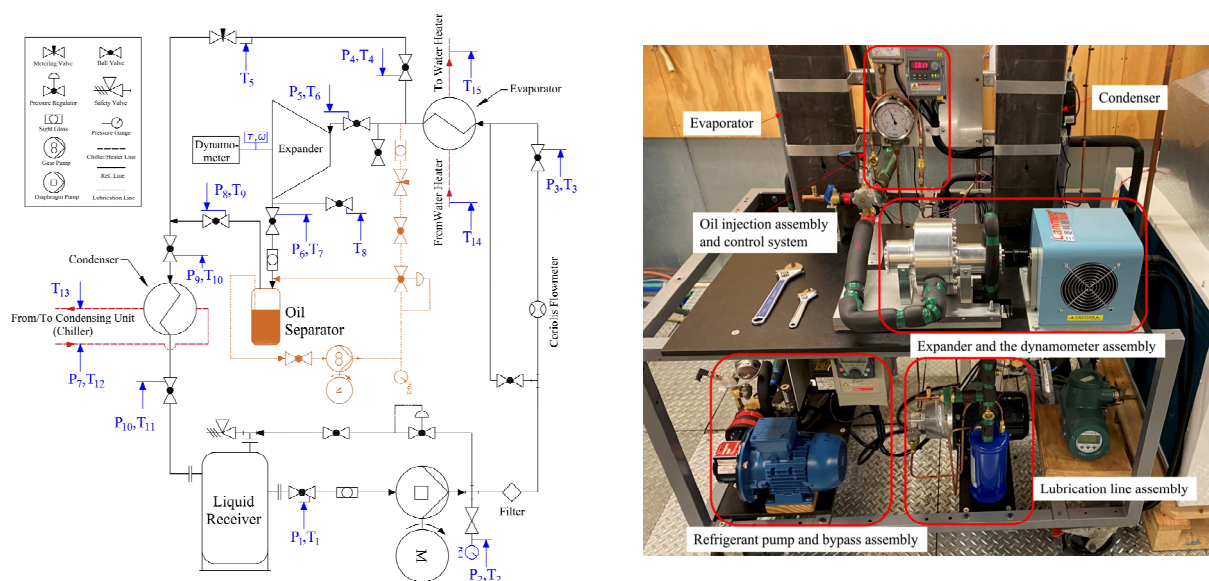 Metering Valve
Ball Valve
Pressure Regulator
Safety Valve
Sight Glass
Pressure Gauge
Gear Pump
Chiller/Heater Line
Ref. Line
Diaphragm Pump
Lubrication Line
T5
P4,T4
To Water Heater
T15
Evaporator
P5,T6
T,ω
Dynamo-
meter
Expander
P3,T3
P8,T9
From Water Heater
T14
P6,T7
T8
Condenser
P9,T10
T13
From/To Condensing Unit
(Chiller)
P7,T12
Oil
Separator
Coriolis Flowmeter
P10,T11
Liquid
Receiver
P1,T1
M
Filter
P2,T2
Evaporator
Condenser
Oil injection assembly
and control system
Expander and the dynamometer assembly
CAUTION
Lubrication line assembly
Refrigerant pump and bypass assembly